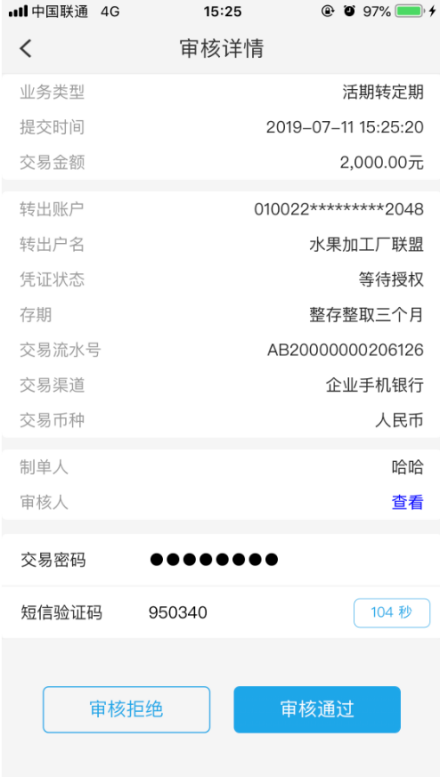 中国联通 4G 15:25 97%
审核详情
业务类型 活期转定期
提交时间 2019-07-11 15:25:20
交易金额 2,000.00元
转出账户 010022*********2048
转出户名 水果加工厂联盟
凭证状态 等待授权
存期 整存整取三个月
交易流水号 AB20000000206126
交易渠道 企业手机银行
交易币种 人民币
制单人 哈哈
审核人 查看
交易密码 ●●●●●●●●
短信验证码 950340 104 秒
审核拒绝 审核通过